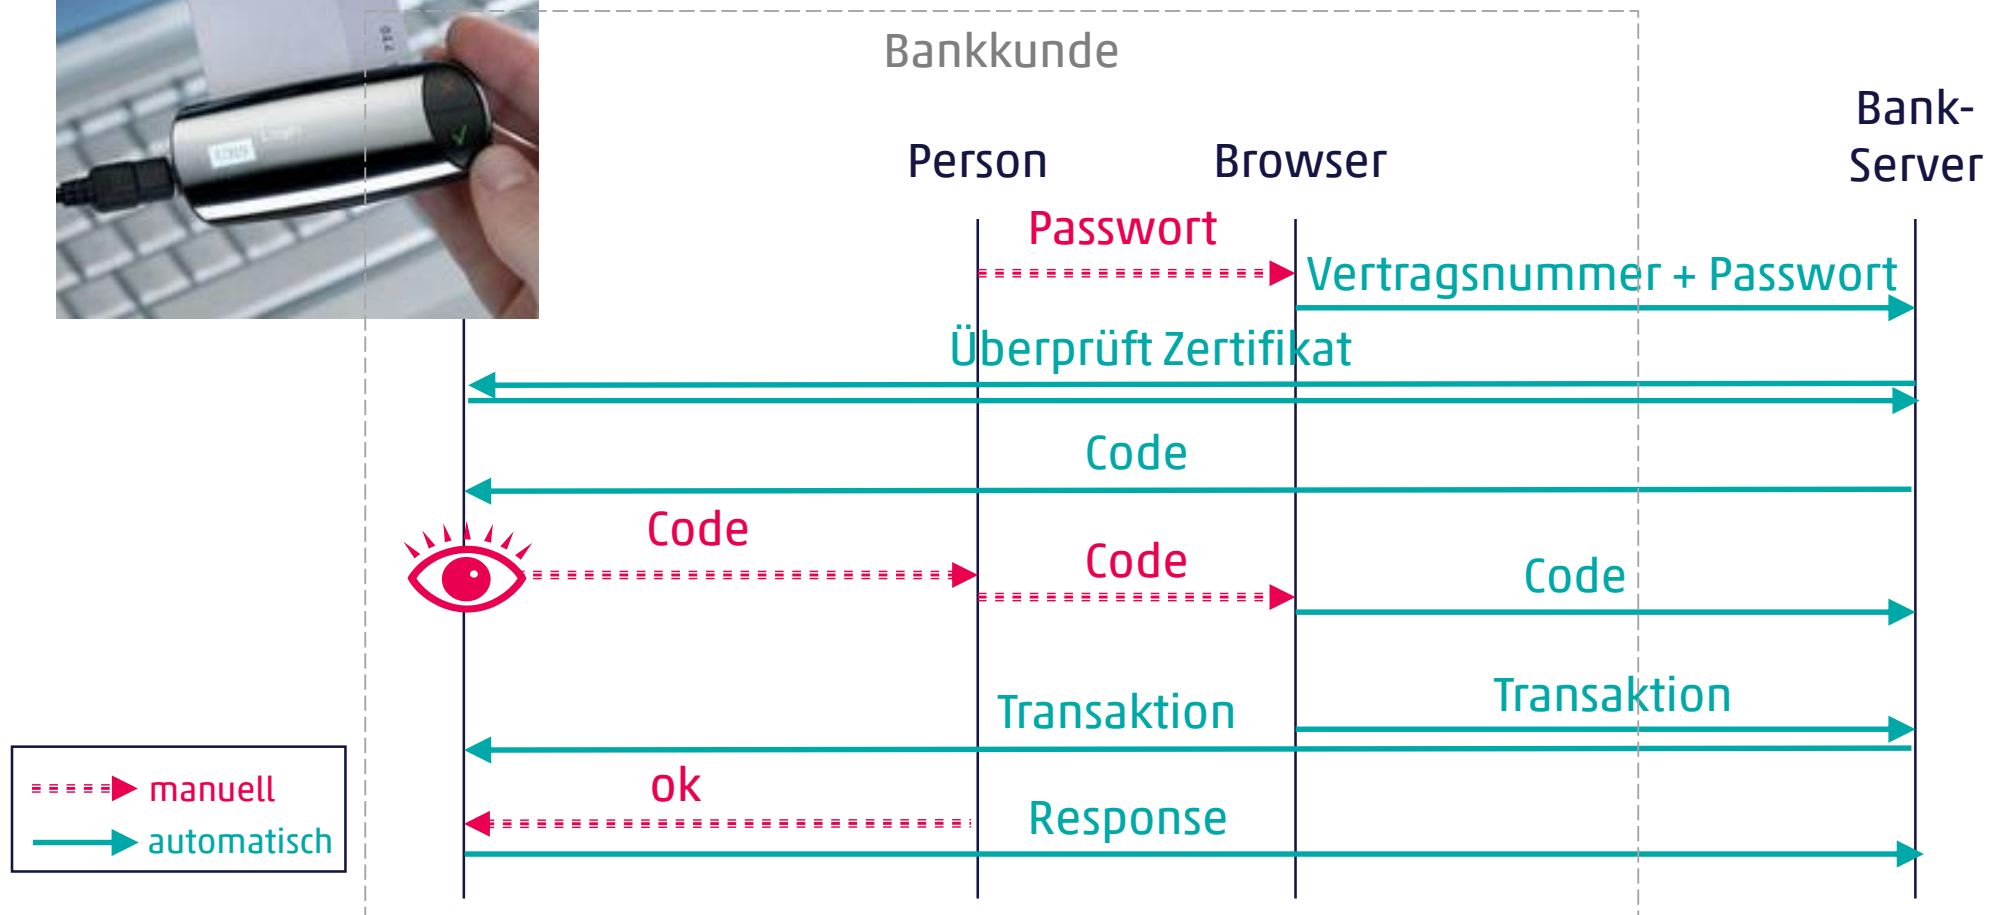 Bankkunde
Bank-
Server
Person
Browser
Passwort
Vertragsnummer + Passwort
Überprüft Zertifikat
Code
Code
Code
Code
Transaktion
Transaktion
ok
Response
manuell
automatisch